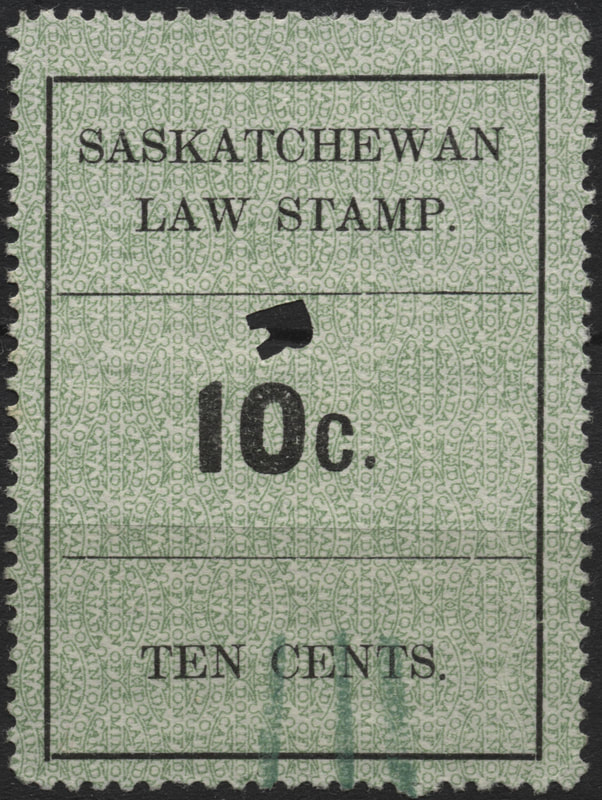 SASKATCHEWAN
LAW STAMP.
10c.
TEN CENTS.